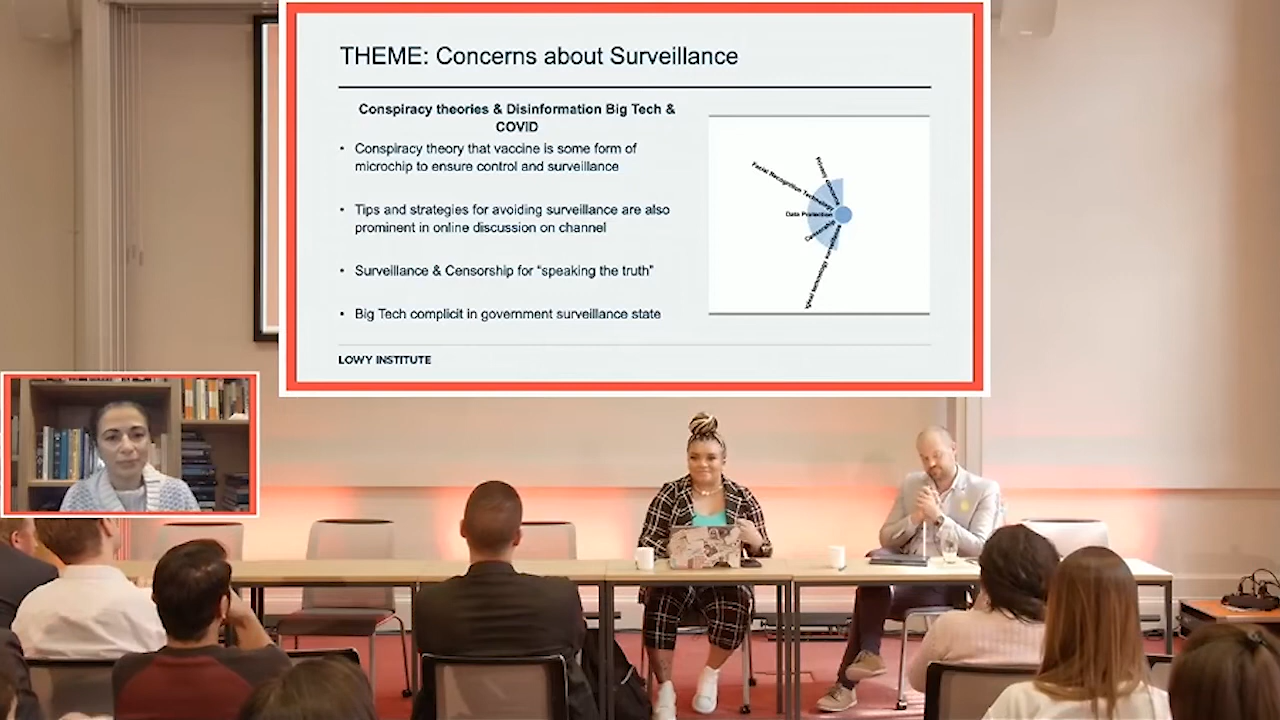 THEME: Concerns about Surveillance
Conspiracy theories & Disinformation Big Tech &
COVID
• Conspiracy theory that vaccine is some form of
microchip to ensure control and surveillance
• Tips and strategies for avoiding surveillance are also
prominent in online discussion on channel
• Surveillance & Censorship for “speaking the truth”
• Big Tech complicit in government surveillance state
Facial Recognition Technology
Data Protection
Censorship
LOWY INSTITUTE